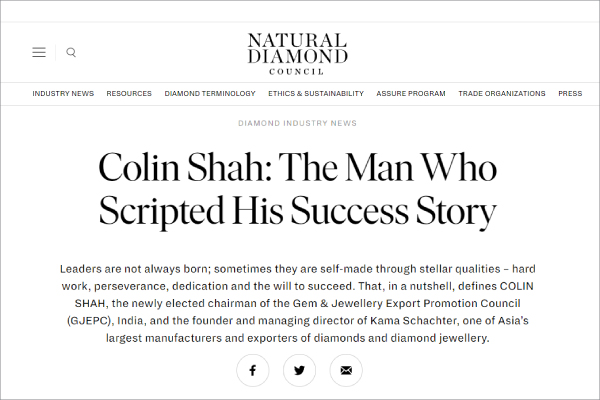 NATURAL
DIAMOND
COUNCIL
INDUSTRY NEWS RESOURCES DIAMOND TERMINOLOGY ETHICS & SUSTAINABILITY ASSURE PROGRAM TRADE ORGANIZATIONS PRESS
DIAMOND INDUSTRY NEWS
Colin Shah: The Man Who
Scripted His Success Story
Leaders are not always born; sometimes they are self-made through stellar qualities – hard
work, perseverance, dedication and the will to succeed. That, in a nutshell, defines COLIN
SHAH, the newly elected chairman of the Gem & Jewellery Export Promotion Council
(GJEPC), India, and the founder and managing director of Kama Schachter, one of Asia’s
largest manufacturers and exporters of diamonds and diamond jewellery.